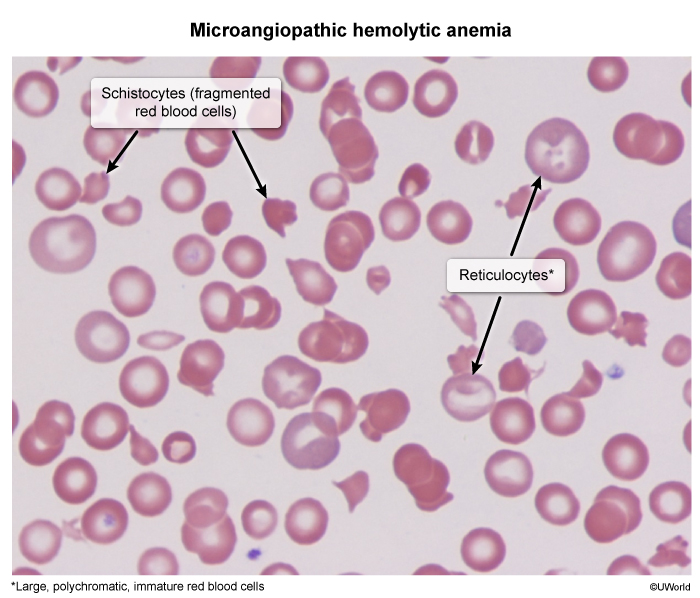 Microangiopathic hemolytic anemia
Schistocytes (fragmented
red blood cells)
Reticulocytes*
*Large, polychromatic, immature red blood cells
©UWorld